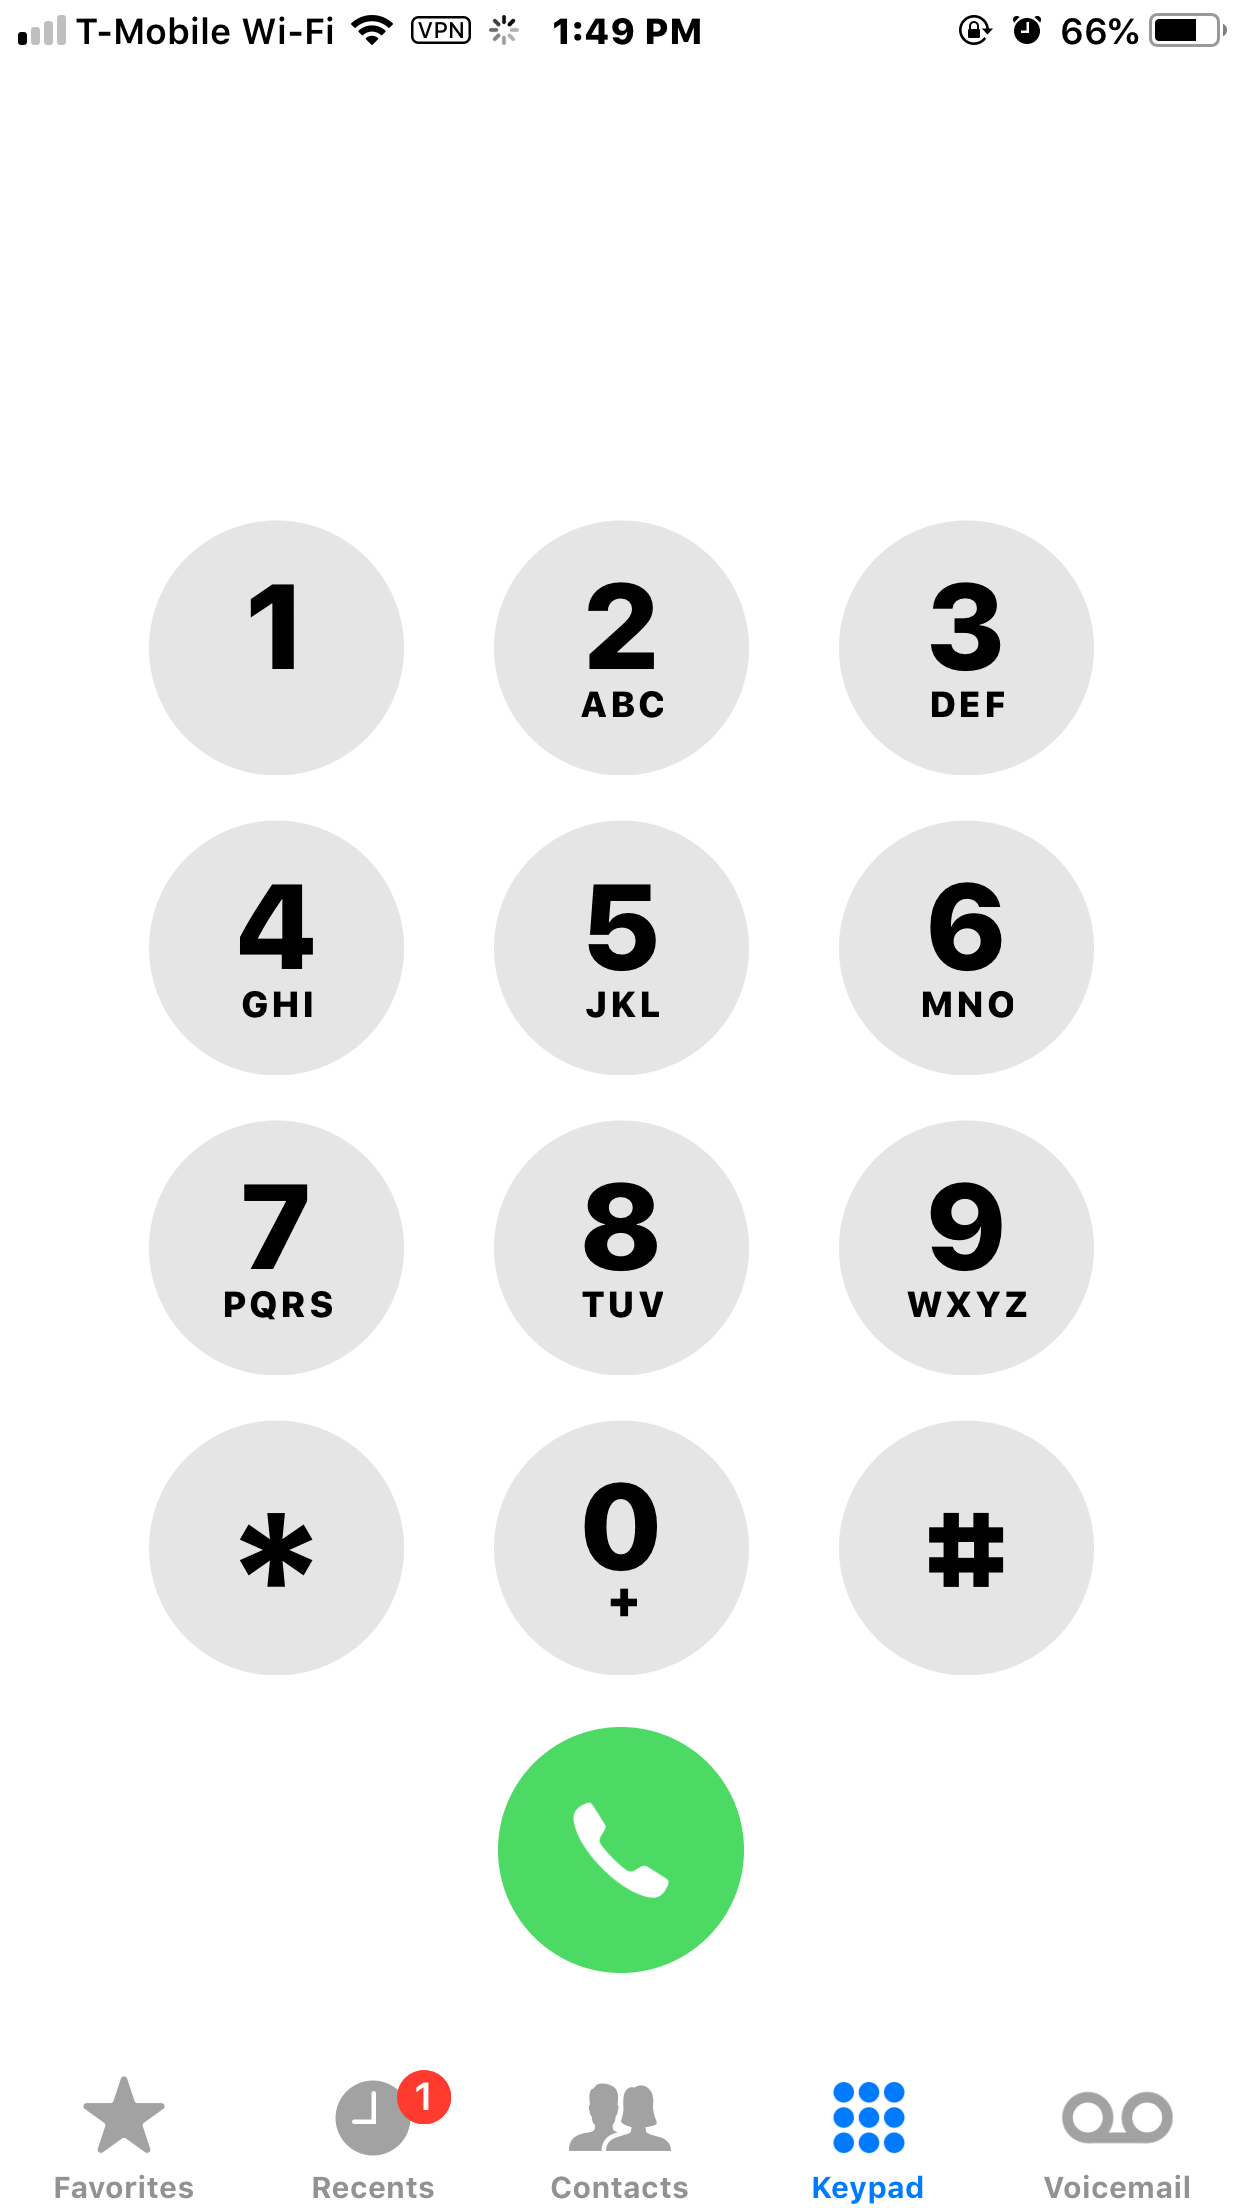 T-Mobile Wi-Fi VPN 1:49 PM 66%
1 2 3
ABC DEF
4 5 6
GHI JKL MNO
7 8 9
PQRS TUV WXYZ
* 0 #
+
1
Favorites Recents Contacts Keypad Voicemail